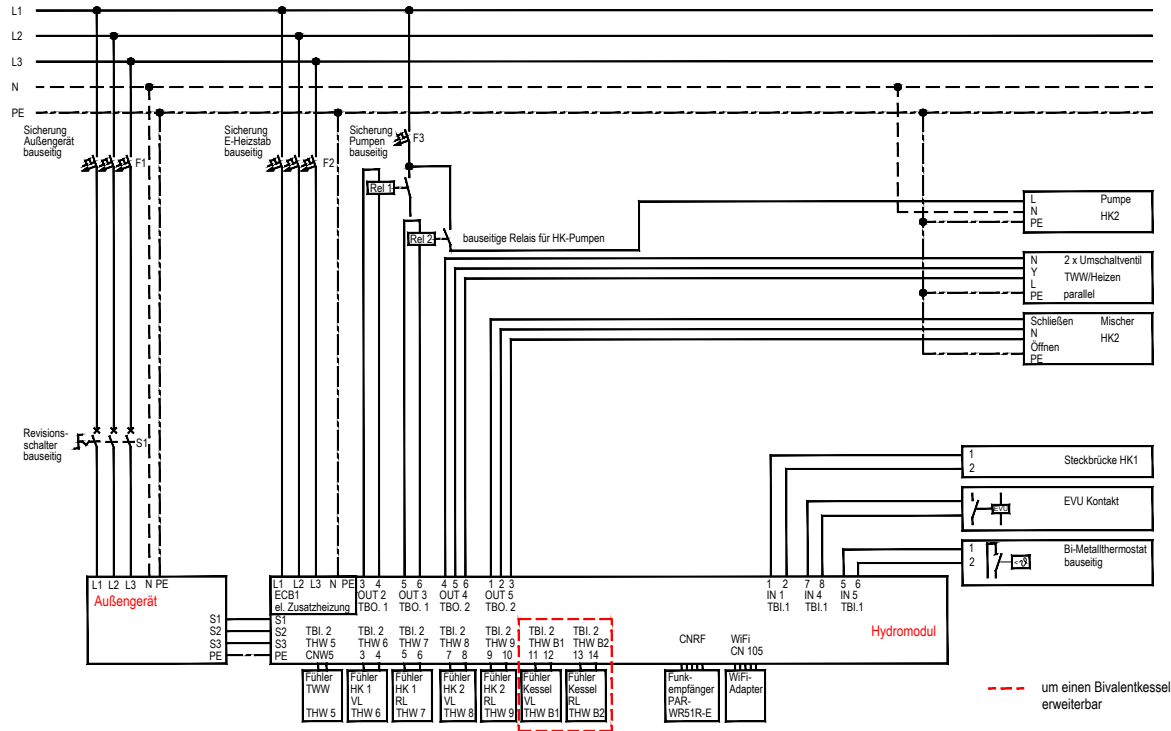 L1
L2
L3
N
PE
Sicherung
Außengerät
bauseitig
F1
Sicherung
E-Heizstab
bauseitig
F2
Sicherung
Pumpen
bauseitig
F3
Rel 1
Rel 2
bauseitige Relais für HK-Pumpen
L Pumpe
N HK2
PE
N 2 x Umschaltventil
Y TWW/Heizen
L
PE parallel
Schließen Mischer
N HK2
Öffnen
PE
Revisions-
schalter
bauseitig
S1
1 Steckbrücke HK1
2
EVU Kontakt
EVU
1 Bi-Metallthermostat
2 bauseitig
<ϑ
L1 L2 L3 N PE
Außengerät
S1
S2
S3
PE
L1 L2 L3 N PE
ECB1
el. Zusatzheizung
3 4
OUT 2
TBO. 1
5 6
OUT 3
TBO. 1
4 5 6
OUT 4
TBO. 2
1 2 3
OUT 5
TBO. 2
1 2
IN 1
TBI.1
7 8
IN 4
TBI.1
5 6
IN 5
TBI.1
Hydromodul
S1
S2
S3
PE
TBI. 2
THW 5
CNW5
TBI. 2
THW 6
3 4
TBI. 2
THW 7
5 6
TBI. 2
THW 8
7 8
TBI. 2
THW 9
9 10
TBI. 2
THW B1
11 12
TBI. 2
THW B2
13 14
CNRF
WiFi
CN 105
Fühler
TWW
THW 5
Fühler
HK 1
VL
THW 6
Fühler
HK 1
RL
THW 7
Fühler
HK 2
VL
THW 8
Fühler
HK 2
RL
THW 9
Fühler
Kessel
VL
THW B1
Fühler
Kessel
RL
THW B2
Funk-
empfänger
PAR-
WR51R-E
WiFi-
Adapter
um einen Bivalentkessel
erweiterbar